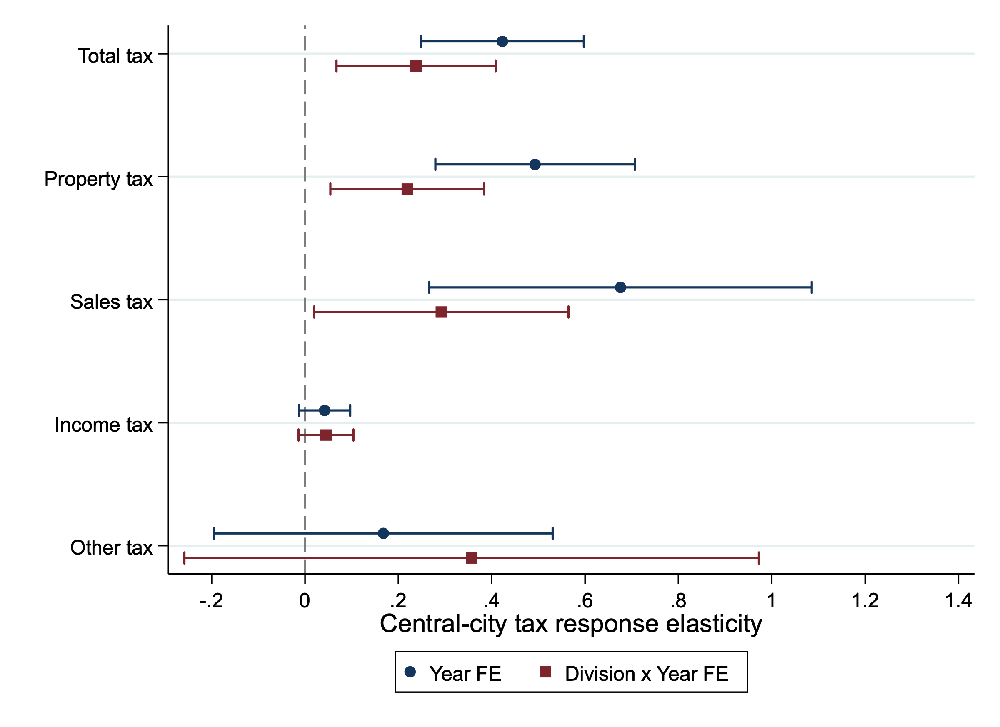 Total tax
Property tax
Sales tax
Income tax
Other tax
-.2 0 .2 .4 .6 .8 1 1.2 1.4
Central-city tax response elasticity
Year FE Division x Year FE